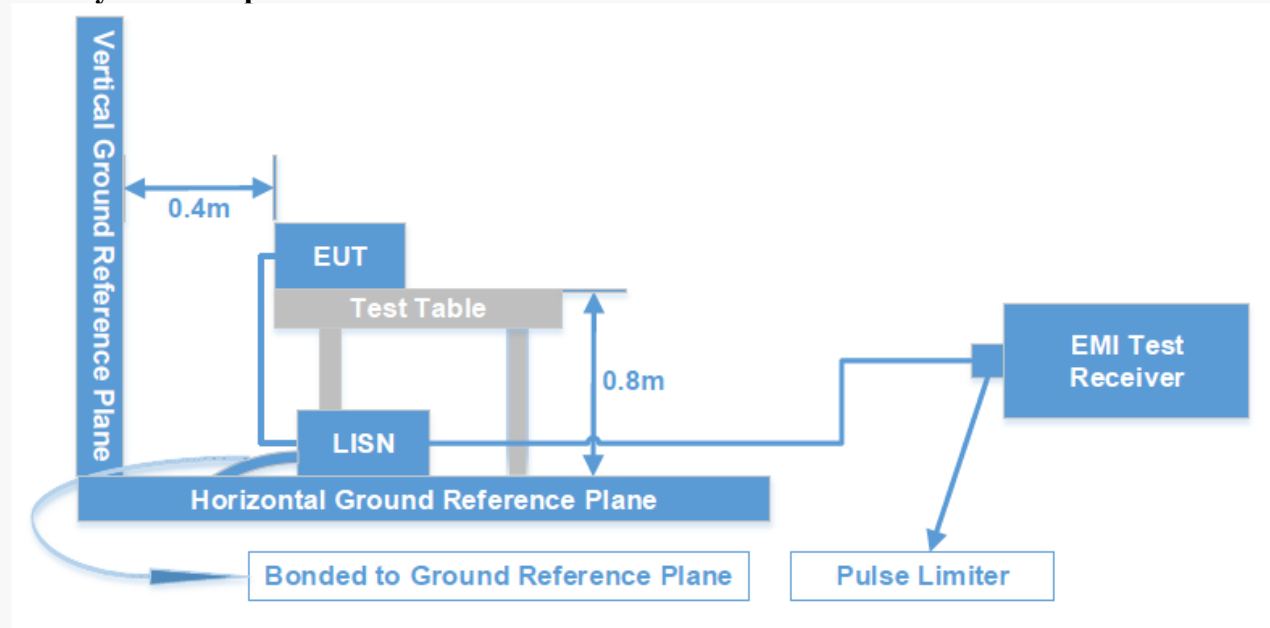 Vertical Ground Reference Plane
0.4m
EUT
Test Table
0.8m
EMI Test
Receiver
LISN
Horizontal Ground Reference Plane
Bonded to Ground Reference Plane
Pulse Limiter